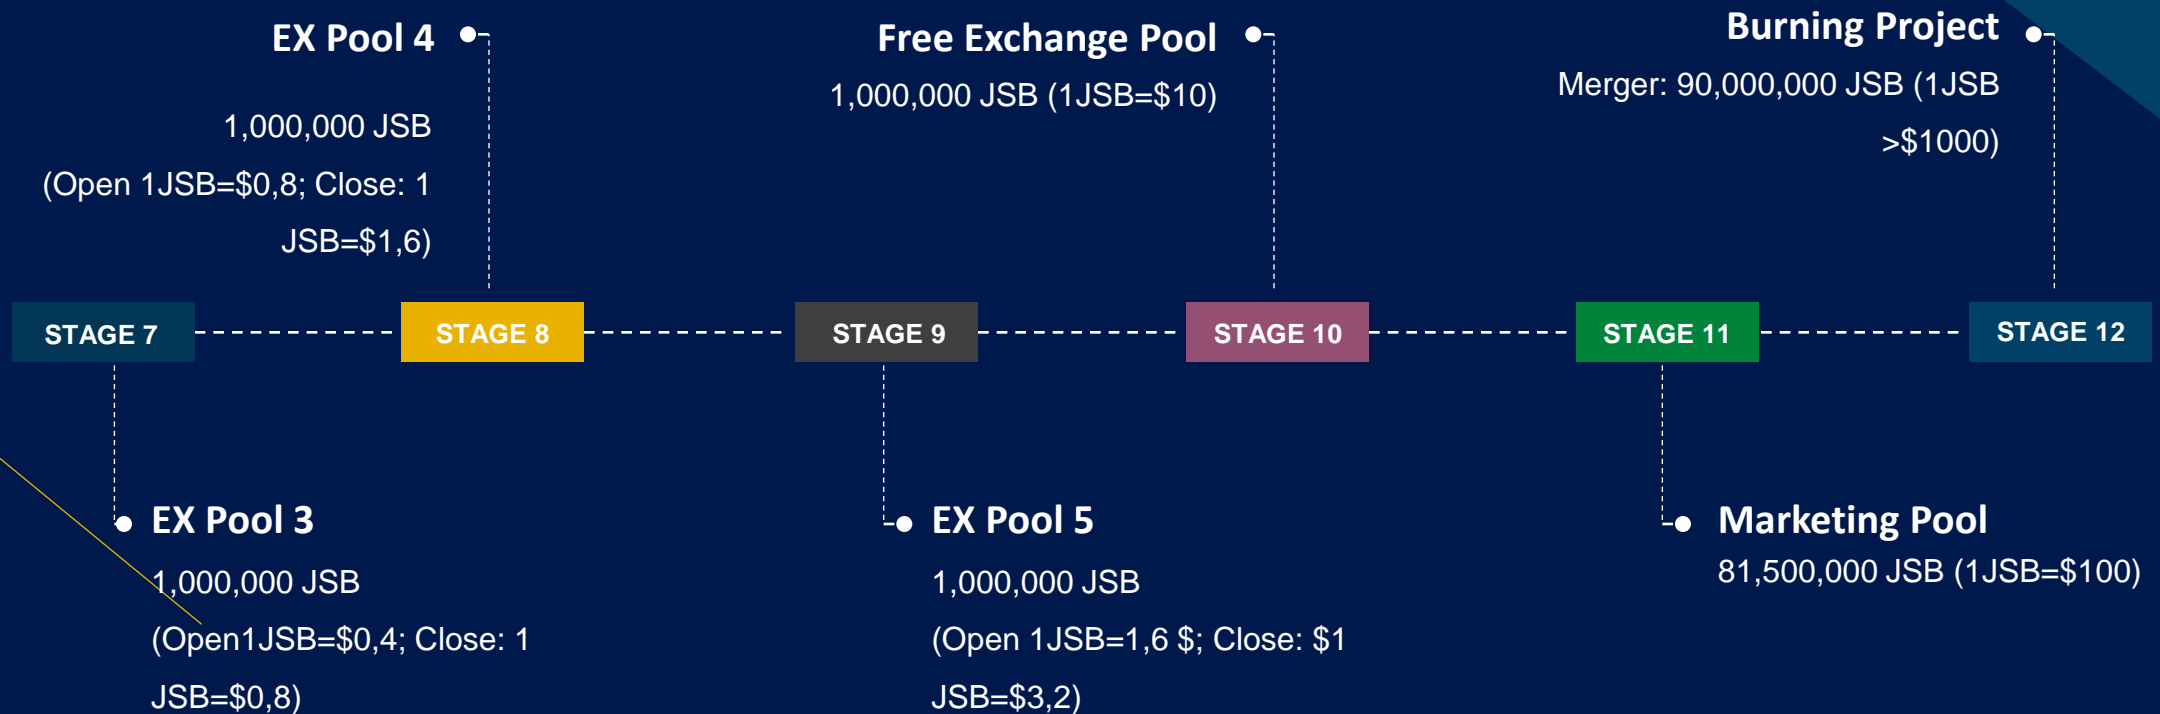 EX Pool 4
1,000,000 JSB
(Open 1JSB=$0,8; Close: 1
JSB=$1,6)
Free Exchange Pool
1,000,000 JSB (1JSB=$10)
Burning Project
Merger: 90,000,000 JSB (1JSB
>$1000)
STAGE 7
STAGE 8
STAGE 9
STAGE 10
STAGE 11
STAGE 12
EX Pool 3
1,000,000 JSB
(Open1JSB=$0,4; Close: 1
JSB=$0,8)
EX Pool 5
1,000,000 JSB
(Open 1JSB=1,6 $; Close: $1
JSB=$3,2)
Marketing Pool
81,500,000 JSB (1JSB=$100)